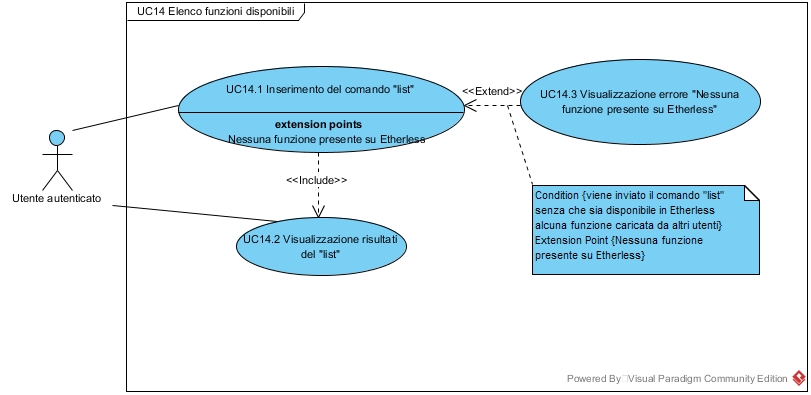 UC14 Elenco funzioni disponibili
UC14.1 Inserimento del comando "list"
extension points
Nessuna funzione presente su Etherless
<<Extend>>
UC14.3 Visualizzazione errore "Nessuna
funzione presente su Etherless"
Utente autenticato
<<Include>>
Condition {viene inviato il comando "list"
senza che sia disponibile in Etherless
alcuna funzione caricata da altri utenti}
Extension Point {Nessuna funzione
presente su Etherless}
UC14.2 Visualizzazione risultati
del "list"
Powered By Visual Paradigm Community Edition